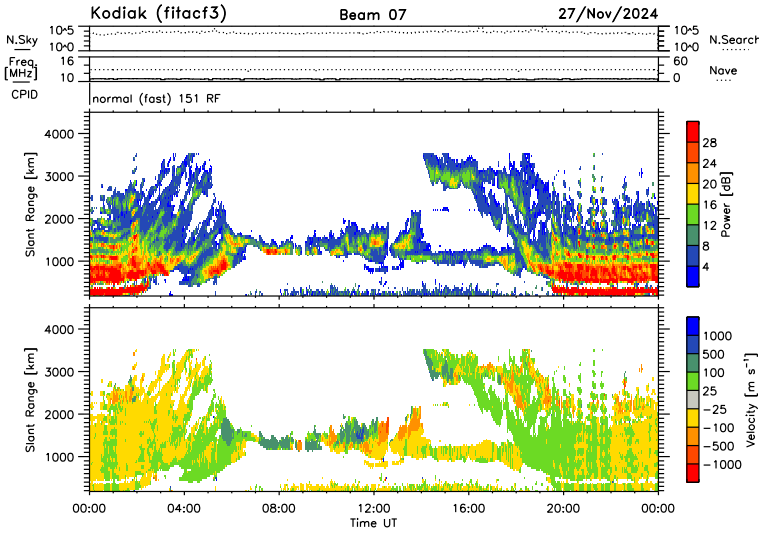 Kodiak (fitacf3) Beam 07 27/Nov/2024
N.Sky 10^5 10^0 10^5 10^0 N.Search
Freq. [MHz] 16 10 60 0 Nave
CPID normal (fast) 151 RF
Slant Range [km]
4000
3000
2000
1000
28
24
20
16
12
8
4
Power [dB]
Slant Range [km]
4000
3000
2000
1000
1000
500
100
25
-25
-100
-500
-1000
Velocity [m s⁻¹]
00:00 04:00 08:00 12:00 16:00 20:00 00:00
Time UT